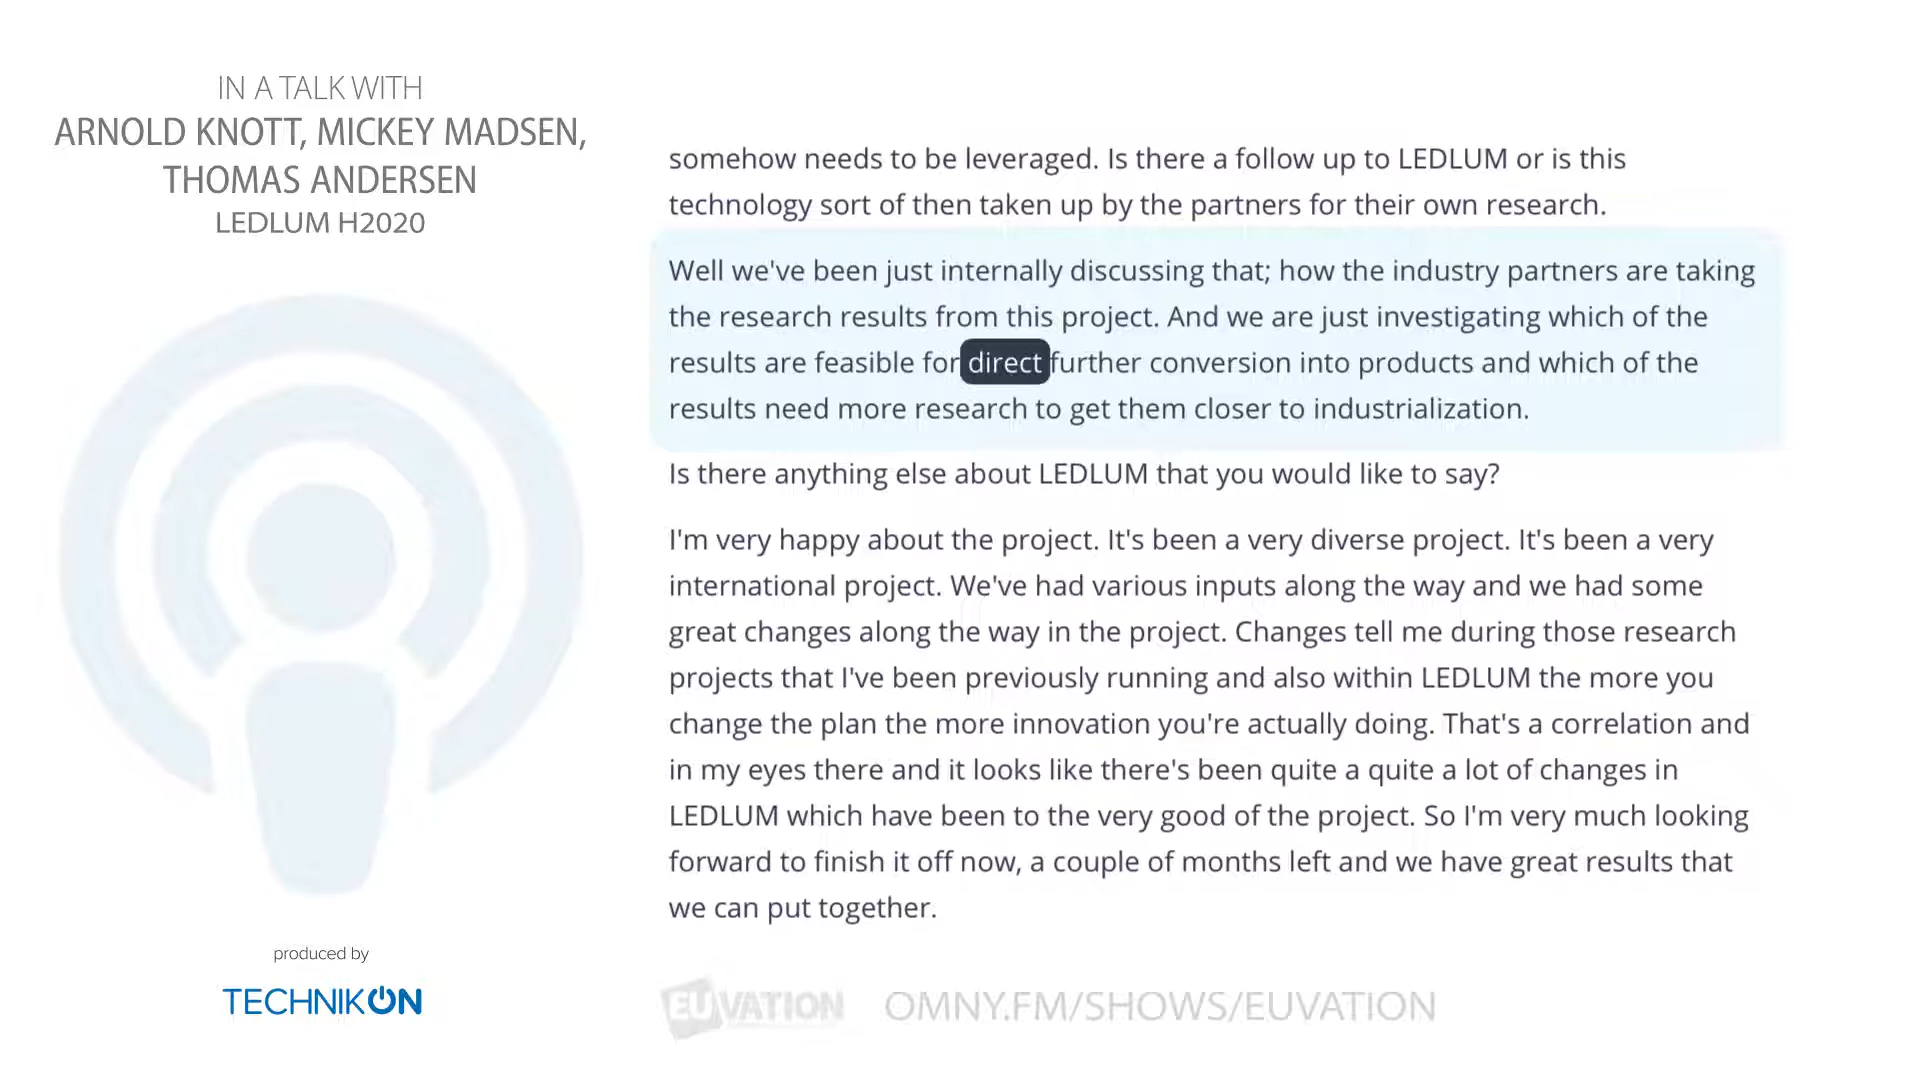 IN A TALK WITH
ARNOLD KNOTT, MICKEY MADSEN,
THOMAS ANDERSEN
LEDLUM H2020
somehow needs to be leveraged. Is there a follow up to LEDLUM or is this
technology sort of then taken up by the partners for their own research.
Well we've been just internally discussing that; how the industry partners are taking
the research results from this project. And we are just investigating which of the
results are feasible for direct further conversion into products and which of the
results need more research to get them closer to industrialization.
Is there anything else about LEDLUM that you would like to say?
I'm very happy about the project. It's been a very diverse project. It's been a very
international project. We've had various inputs along the way and we had some
great changes along the way in the project. Changes tell me during those research
projects that I've been previously running and also within LEDLUM the more you
change the plan the more innovation you're actually doing. That's a correlation and
in my eyes there and it looks like there's been quite a quite a lot of changes in
LEDLUM which have been to the very good of the project. So I'm very much looking
forward to finish it off now, a couple of months left and we have great results that
we can put together.
produced by
TECHNIKON
EUVATION OMNY.FM/SHOWS/EUVATION